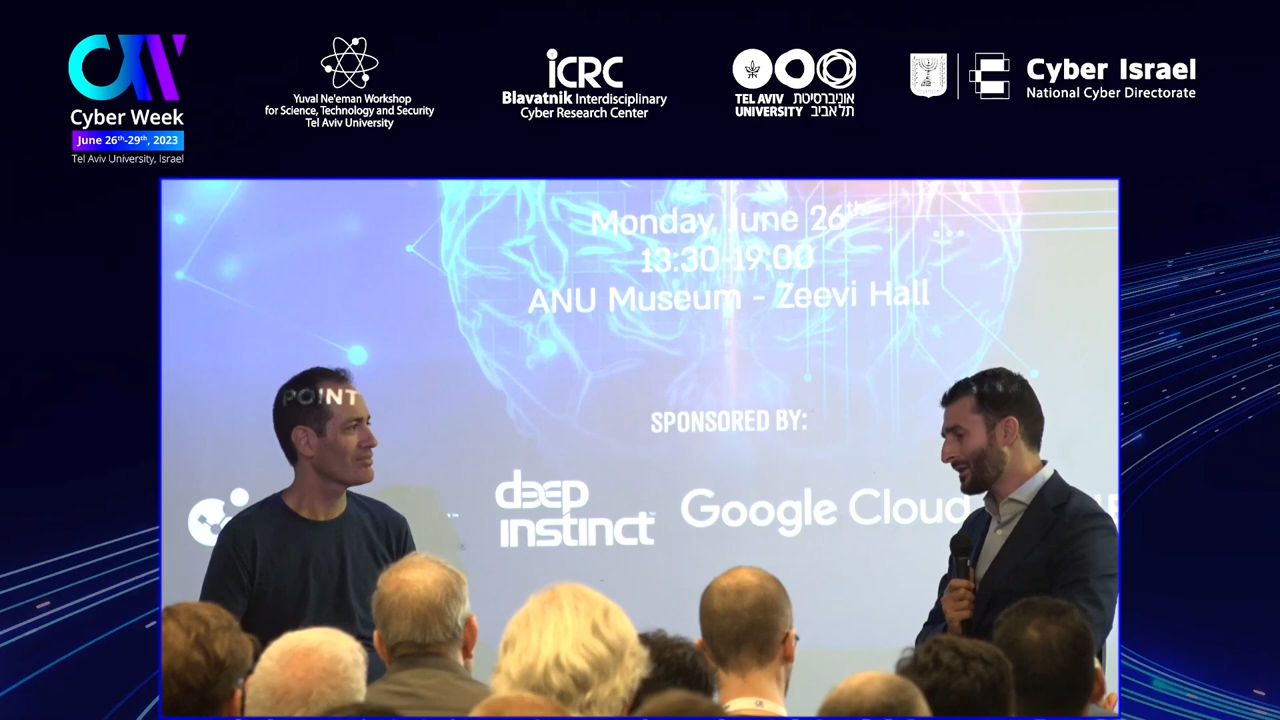 Cyber Week
June 26th-29th, 2023
Tel Aviv University, Israel
Yuval Ne'eman Workshop
for Science, Technology and Security
Tel Aviv University
iCRC
Blavatnik Interdisciplinary
Cyber Research Center
TEL AVIV אוניברסיטת
UNIVERSITY תל אביב
Cyber Israel
National Cyber Directorate
Monday, June 26th
13:30-19:00
ANU Museum - Zeevi Hall
POINT
SPONSORED BY:
deep
instinct™
Google Cloud